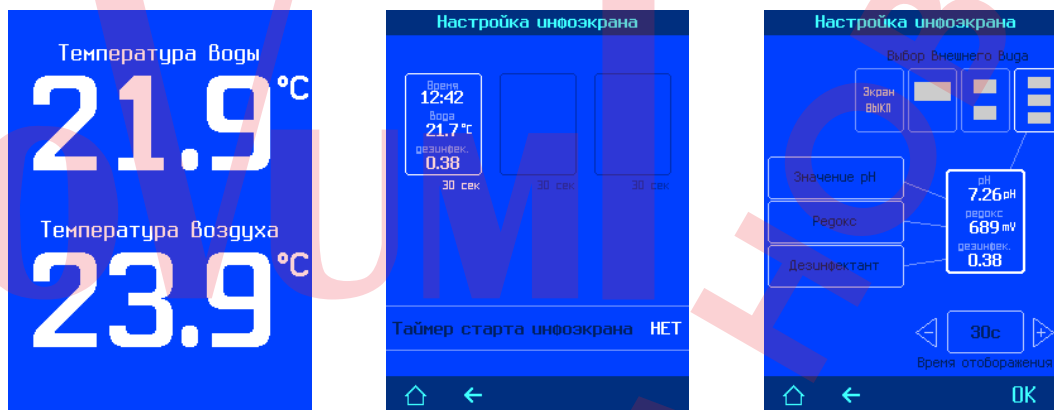 Температура воды
21.9 °C
Температура воздуха
23.9 °C
Настройка инфоэкрана
Время
12:42
вода
21.7 °C
дезинфек.
0.38
30 сек
30 сек
30 сек
Таймер старта инфоэкрана НЕТ
Настройка инфоэкрана
Выбор Внешнего Вида
Экран
ВЫКЛ
Значение pH
Редокс
Дезинфектант
pH
7.26 pH
редокс
689 mV
дезинфек.
0.38
30с
Время отоборажения
OK